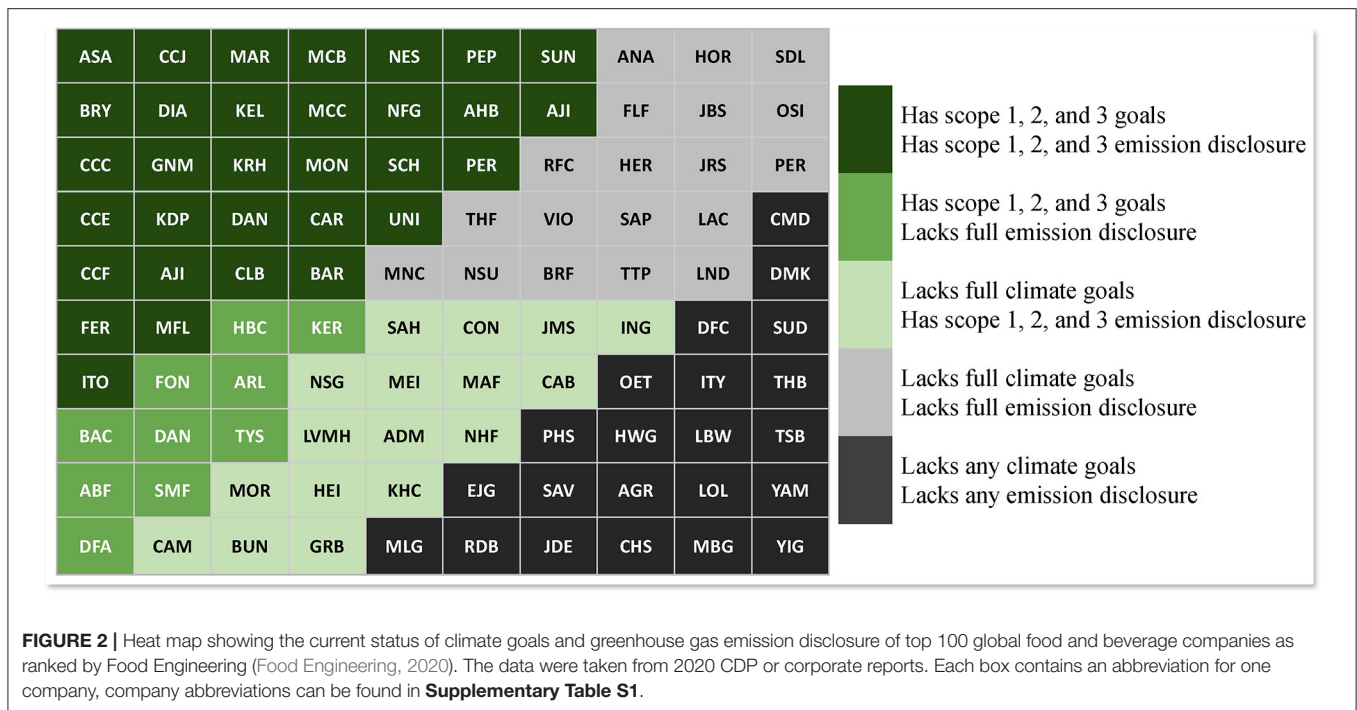 ASA CCJ MAR MCB NES PEP SUN ANA HOR SDL
BRY DIA KEL MCC NFG AHB AJI FLF JBS OSI
CCC GNM KRH MON SCH PER RFC HER JRS PER
CCE KDP DAN CAR UNI THF VIO SAP LAC CMD
CCF AJI CLB BAR MNC NSU BRF TTP LND DMK
FER MFL HBC KER SAH CON JMS ING DFC SUD
ITO FON ARL NSG MEI MAF CAB OET ITY THB
BAC DAN TYS LVMH ADM NHF PHS HWG LBW TSB
ABF SMF MOR HEI KHC EJG SAV AGR LOL YAM
DFA CAM BUN GRB MLG RDB JDE CHS MBG YIG
Has scope 1, 2, and 3 goals
Has scope 1, 2, and 3 emission disclosure
Has scope 1, 2, and 3 goals
Lacks full emission disclosure
Lacks full climate goals
Has scope 1, 2, and 3 emission disclosure
Lacks full climate goals
Lacks full emission disclosure
Lacks any climate goals
Lacks any emission disclosure
FIGURE 2 | Heat map showing the current status of climate goals and greenhouse gas emission disclosure of top 100 global food and beverage companies as
ranked by Food Engineering (Food Engineering, 2020). The data were taken from 2020 CDP or corporate reports. Each box contains an abbreviation for one
company, company abbreviations can be found in Supplementary Table S1.